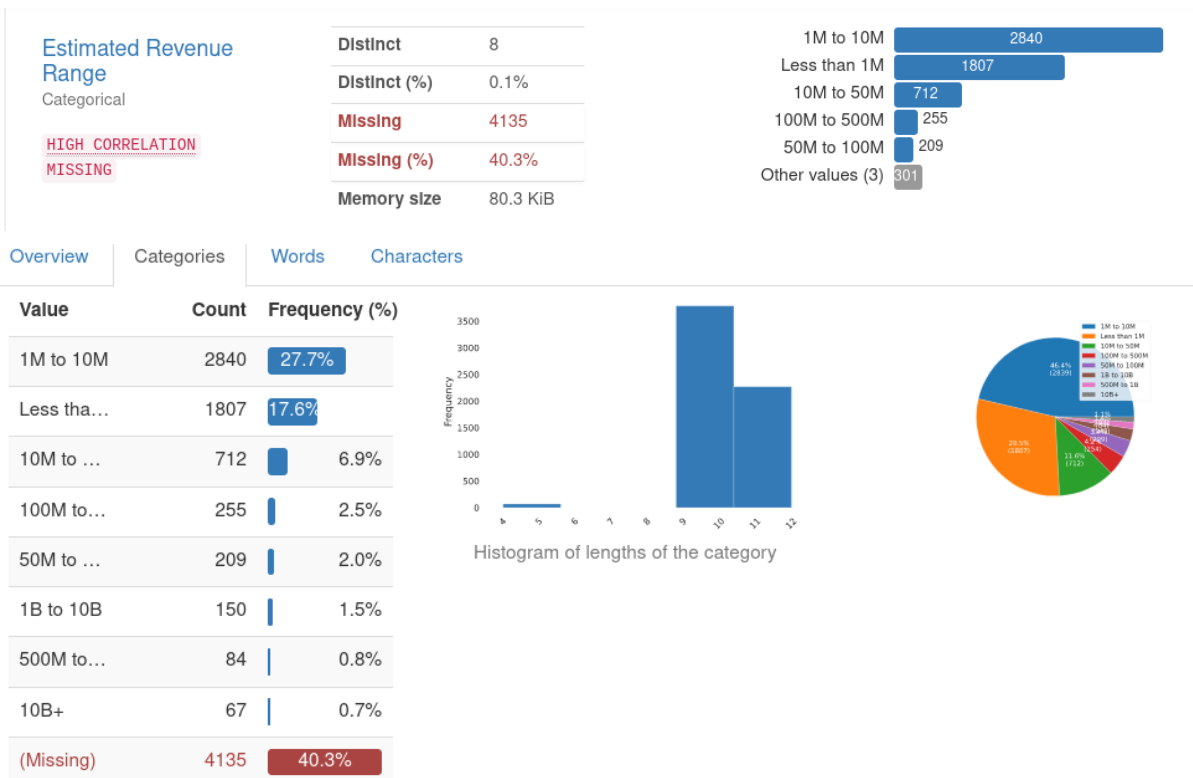 Estimated Revenue
Range
Categorical
HIGH CORRELATION
MISSING
Distinct 8
Distinct (%) 0.1%
Missing 4135
Missing (%) 40.3%
Memory size 80.3 KiB
1M to 10M 2840
Less than 1M 1807
10M to 50M 712
100M to 500M 255
50M to 100M 209
Other values (3) 301
Overview Categories Words Characters
Value Count Frequency (%)
1M to 10M 2840 27.7%
Less tha… 1807 17.6%
10M to … 712 6.9%
100M to… 255 2.5%
50M to … 209 2.0%
1B to 10B 150 1.5%
500M to… 84 0.8%
10B+ 67 0.7%
(Missing) 4135 40.3%
Frequency
3500
3000
2500
2000
1500
1000
500
0
4 5 6 7 8 9 10 11 12
Histogram of lengths of the category
1M to 10M
Less than 1M
10M to 50M
100M to 500M
50M to 100M
1B to 10B
500M to 1B
10B+
46.4%
(2839)
29.5%
(1807)
11.6%
(712)
(254)
1.1%